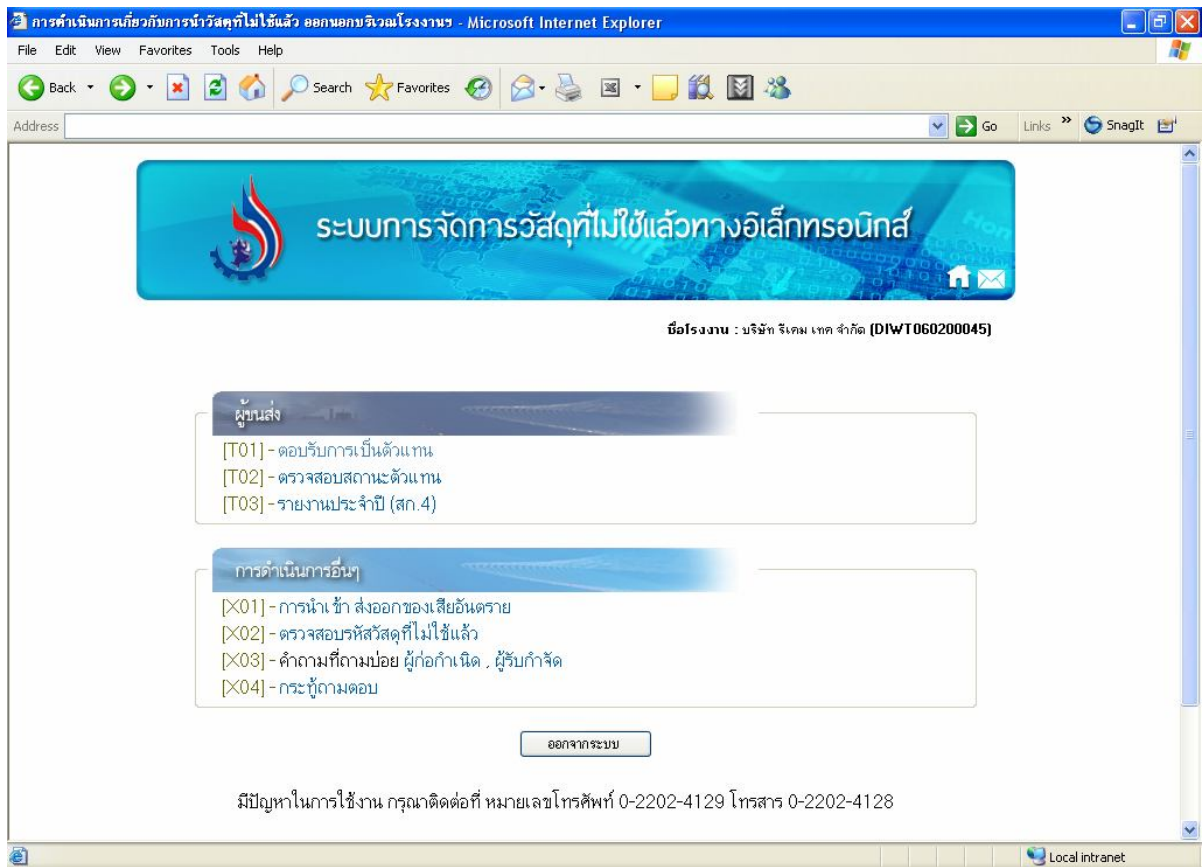 การดำเนินการเกี่ยวกับการนำวัสดุที่ไม่ใช้แล้ว ออกนอกบริเวณโรงงานฯ - Microsoft Internet Explorer
File Edit View Favorites Tools Help
Back Search Favorites
Address Go Links » SnagIt
ระบบการจัดการวัสดุที่ไม่ใช้แล้วทางอิเล็กทรอนิกส์
ชื่อโรงงาน : บริษัท รีเคม เทค จำกัด (DIWT060200045)
ผู้ขนส่ง
[T01] - ตอบรับการเป็นตัวแทน
[T02] - ตรวจสอบสถานะตัวแทน
[T03] - รายงานประจำปี (สก.4)
การดำเนินการอื่นๆ
[X01] - การนำเข้า ส่งออกของเสียอันตราย
[X02] - ตรวจสอบรหัสวัสดุที่ไม่ใช้แล้ว
[X03] - คำถามที่ถามบ่อย ผู้ก่อกำเนิด , ผู้รับกำจัด
[X04] - กระทู้ถามตอบ
ออกจากระบบ
มีปัญหาในการใช้งาน กรุณาติดต่อที่ หมายเลขโทรศัพท์ 0-2202-4129 โทรสาร 0-2202-4128
Local intranet